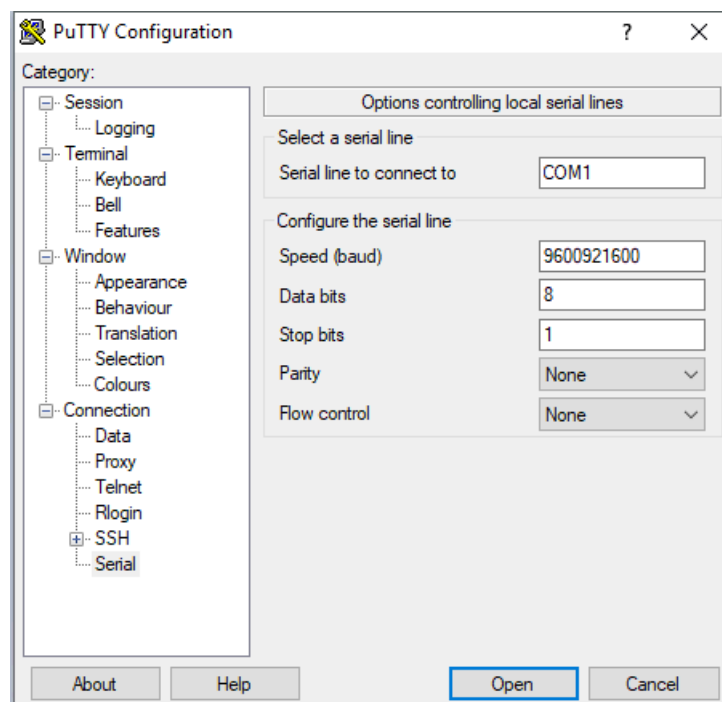 PuTTY Configuration
?
Category:
Session
Logging
Terminal
Keyboard
Bell
Features
Window
Appearance
Behaviour
Translation
Selection
Colours
Connection
Data
Proxy
Telnet
Rlogin
SSH
Serial
Options controlling local serial lines
Select a serial line
Serial line to connect to COM1
Configure the serial line
Speed (baud) 9600921600
Data bits 8
Stop bits 1
Parity None
Flow control None
About Help Open Cancel